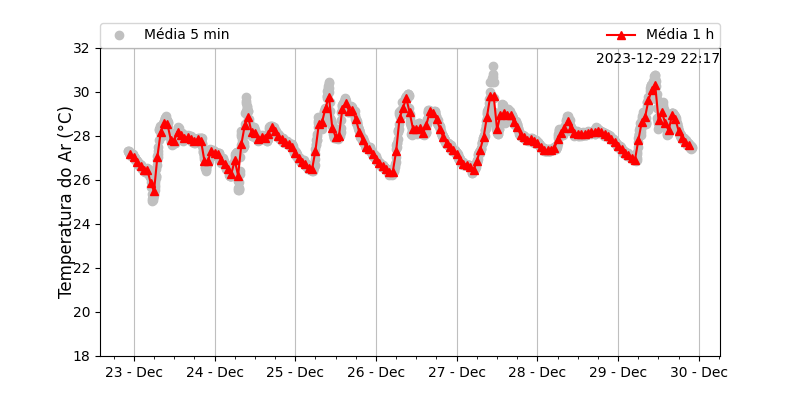 Média 5 min
Média 1 h
2023-12-29 22:17
Temperatura do Ar (°C)
32
30
28
26
24
22
20
18
23 - Dec
24 - Dec
25 - Dec
26 - Dec
27 - Dec
28 - Dec
29 - Dec
30 - Dec